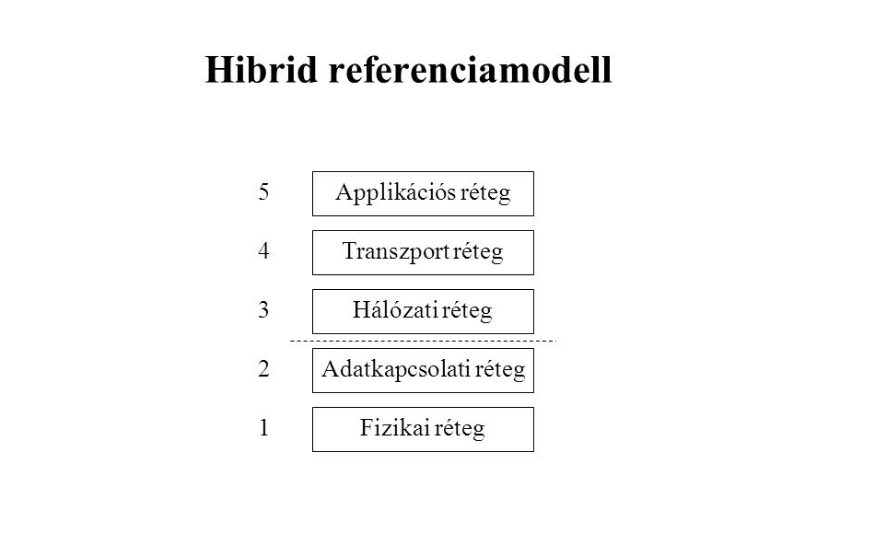 Hibrid referenciamodell
5 Applikációs réteg
4 Transzport réteg
3 Hálózati réteg
2 Adatkapcsolati réteg
1 Fizikai réteg